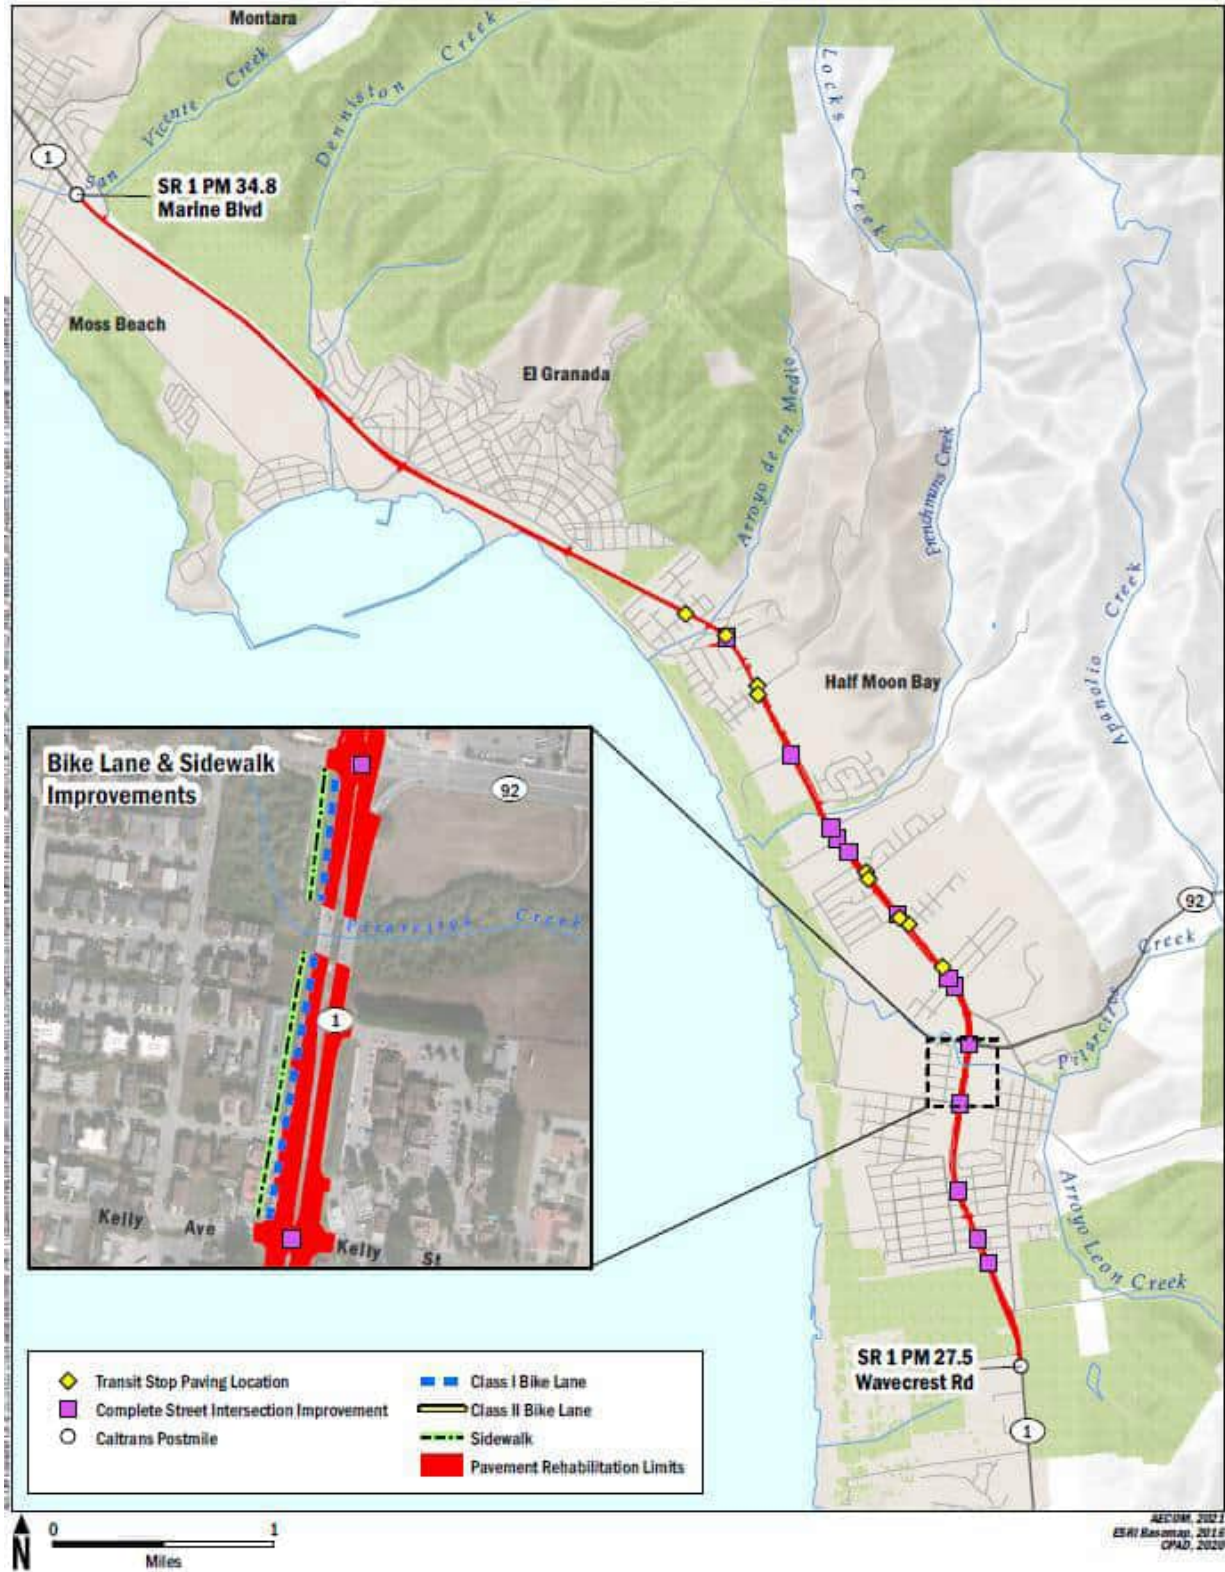 Montara
San Vicente Creek
Denniston Creek
Locks Creek
1
SR 1 PM 34.8
Marine Blvd
Moss Beach
El Granada
Arroyo de en Medio
Frenchmans Creek
Apanolio Creek
Half Moon Bay
Bike Lane & Sidewalk
Improvements
92
Creek
1
Kelly Ave
Kelly St
92
Pilarcitos Creek
Arroyo Leon Creek
SR 1 PM 27.5
Wavecrest Rd
1
Transit Stop Paving Location
Complete Street Intersection Improvement
Caltrans Postmile
Class I Bike Lane
Class II Bike Lane
Sidewalk
Pavement Rehabilitation Limits
N
0 1
Miles
AECOM, 2021
ESRI Basemap, 2016
CPAD, 2020